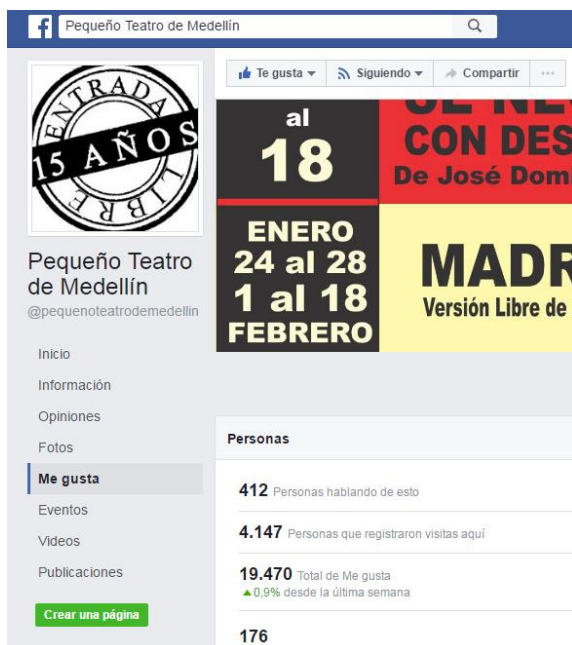 Pequeño Teatro de Medellín
ENTRADA
15 AÑOS
LIBRE
Pequeño Teatro
de Medellín
@pequenoteatrodemedellin
Inicio
Información
Opiniones
Fotos
Me gusta
Eventos
Videos
Publicaciones
Crear una página
Te gusta
Siguiendo
Compartir
al
18
CON DES
De José Dom
ENERO
24 al 28
1 al 18
FEBRERO
MADR
Versión Libre de
Personas
412 Personas hablando de esto
4.147 Personas que registraron visitas aquí
19.470 Total de Me gusta
0,9% desde la última semana
176